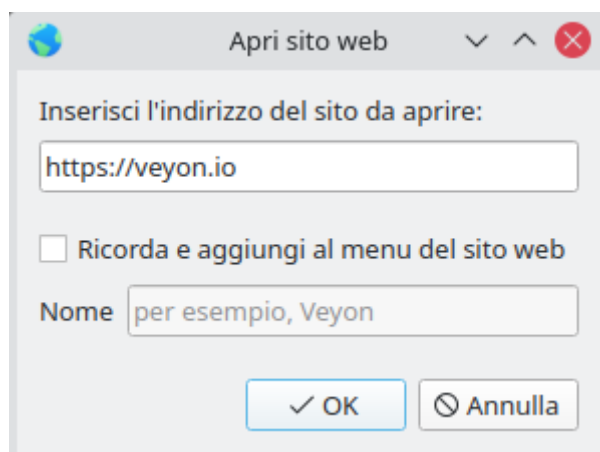 Apri sito web
Inserisci l'indirizzo del sito da aprire:
https://veyon.io
Ricorda e aggiungi al menu del sito web
Nome per esempio, Veyon
OK Annulla